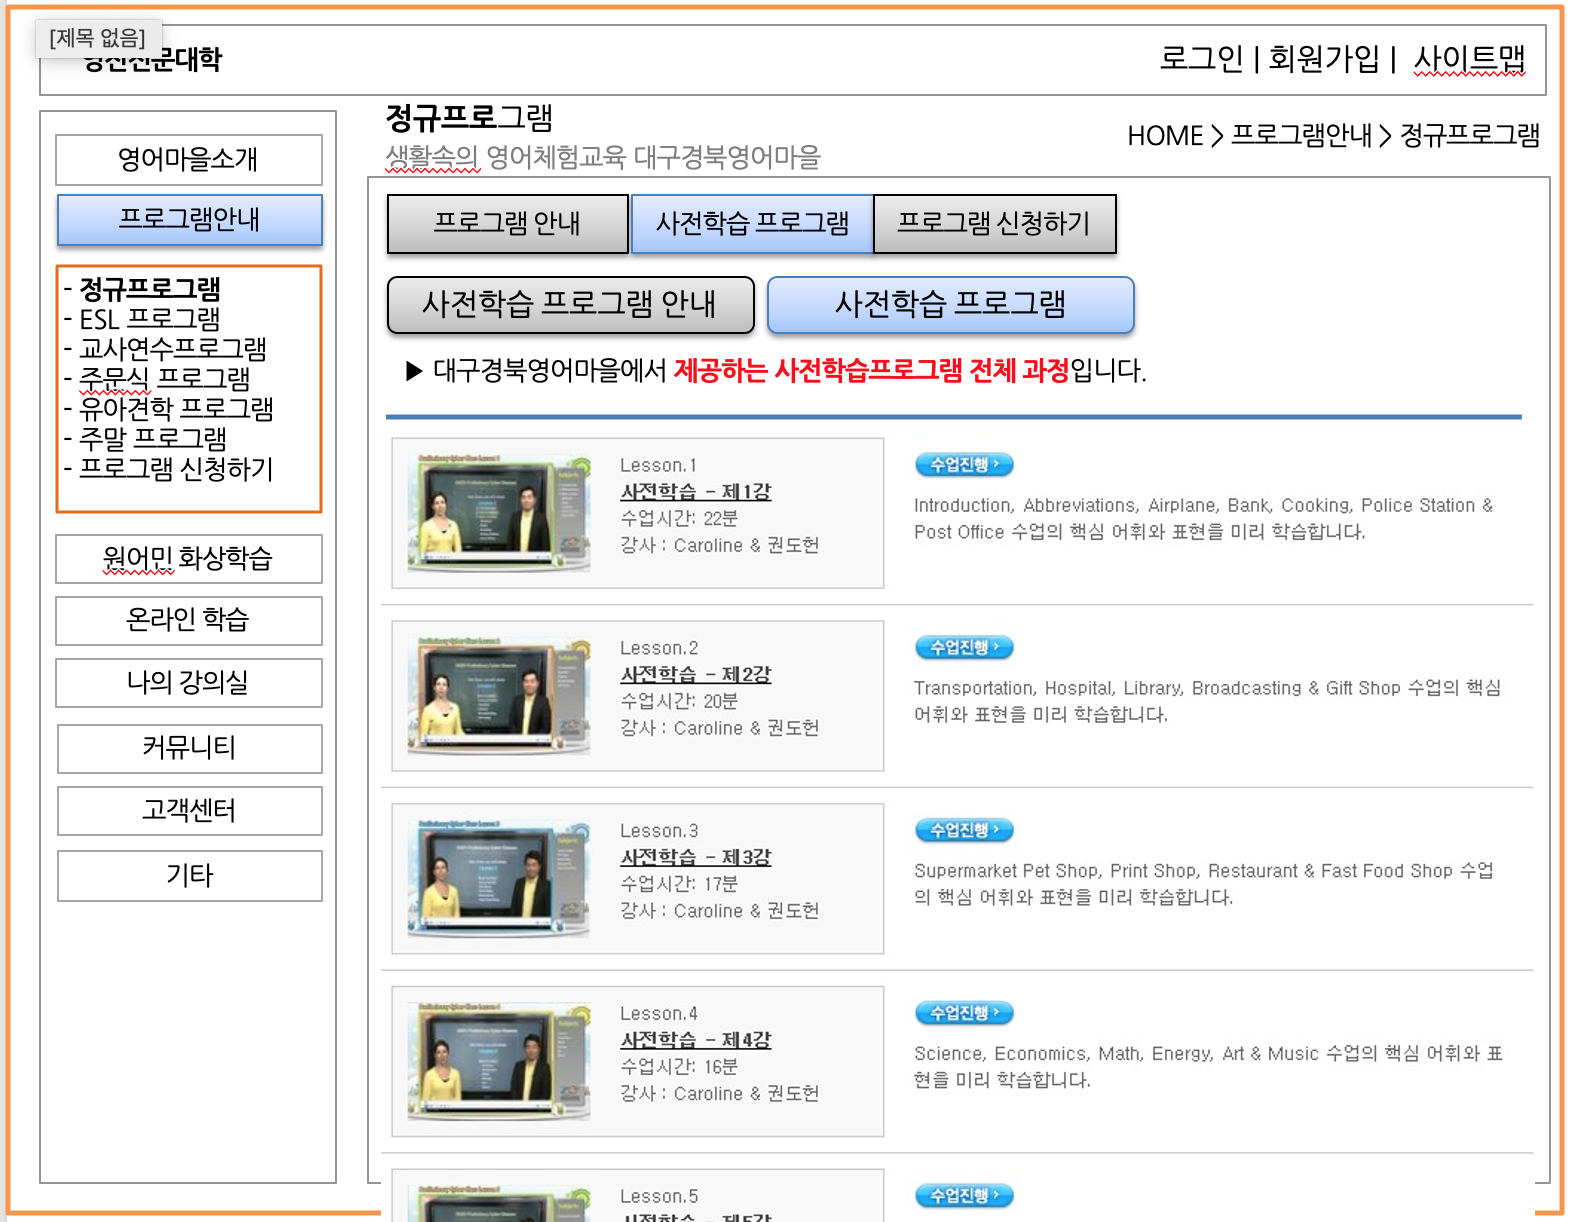 [제목 없음]
영진전문대학
로그인 | 회원가입 | 사이트맵
영어마을소개
프로그램안내
- 정규프로그램
- ESL 프로그램
- 교사연수프로그램
- 주문식 프로그램
- 유아견학 프로그램
- 주말 프로그램
- 프로그램 신청하기
원어민 화상학습
온라인 학습
나의 강의실
커뮤니티
고객센터
기타
정규프로그램
생활속의 영어체험교육 대구경북영어마을
HOME > 프로그램안내 > 정규프로그램
프로그램 안내
사전학습 프로그램
프로그램 신청하기
사전학습 프로그램 안내
사전학습 프로그램
▶ 대구경북영어마을에서 제공하는 사전학습프로그램 전체 과정입니다.
Lesson.1
사전학습 - 제1강
수업시간: 22분
강사 : Caroline & 권도헌
수업진행 >
Introduction, Abbreviations, Airplane, Bank, Cooking, Police Station &
Post Office 수업의 핵심 어휘와 표현을 미리 학습합니다.
Lesson.2
사전학습 - 제2강
수업시간: 20분
강사 : Caroline & 권도헌
수업진행 >
Transportation, Hospital, Library, Broadcasting & Gift Shop 수업의 핵심
어휘와 표현을 미리 학습합니다.
Lesson.3
사전학습 - 제3강
수업시간: 17분
강사 : Caroline & 권도헌
수업진행 >
Supermarket Pet Shop, Print Shop, Restaurant & Fast Food Shop 수업
의 핵심 어휘와 표현을 미리 학습합니다.
Lesson.4
사전학습 - 제4강
수업시간: 16분
강사 : Caroline & 권도헌
수업진행 >
Science, Economics, Math, Energy, Art & Music 수업의 핵심 어휘와 표
현을 미리 학습합니다.
Lesson.5
사전학습 - 제5강
수업진행 >